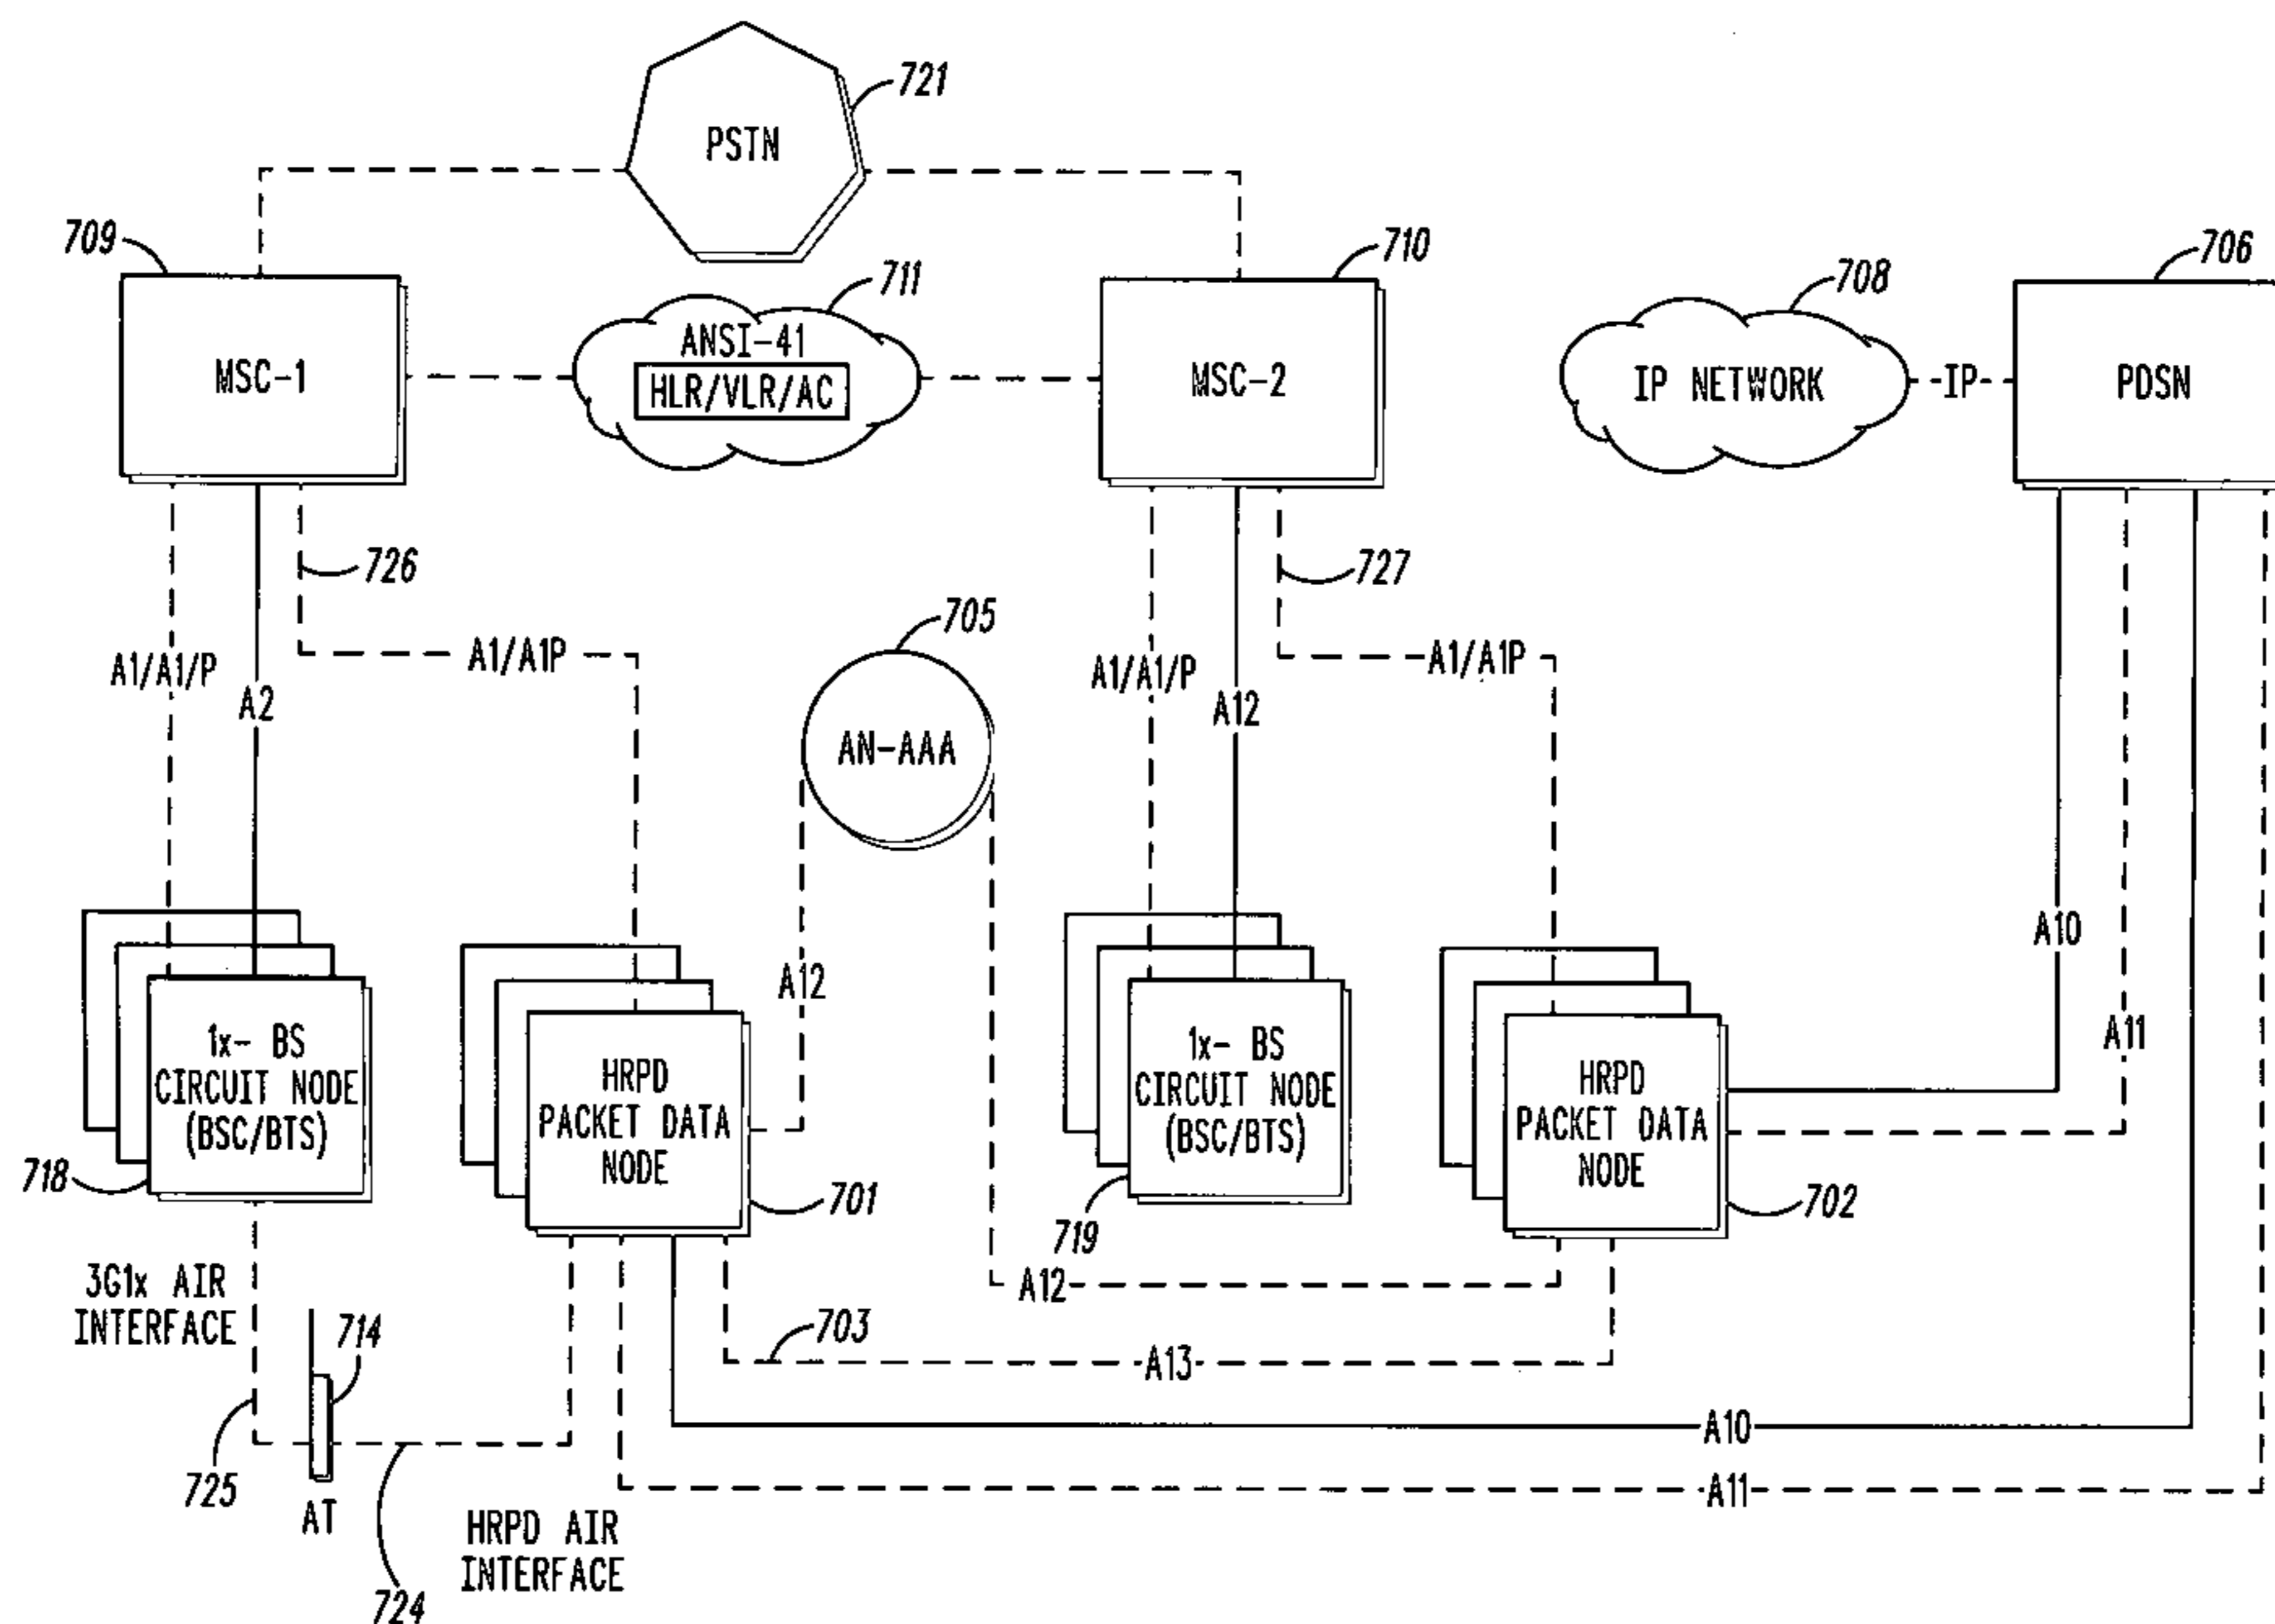 721
PSTN
709
711
710
708
706
MSC-1
ANSI-41
HLR/VLR/AC
MSC-2
IP NETWORK
IP
PDSN
726
727
705
A1/A1/P
A2
A1/A1P
AN-AAA
A1/A1/P
A12
A1/A1P
A10
A12
A11
1x- BS
CIRCUIT NODE
(BSC/BTS)
718
HRPD
PACKET DATA
NODE
701
1x- BS
CIRCUIT NODE
(BSC/BTS)
719
HRPD
PACKET DATA
NODE
702
3G1x AIR
INTERFACE
714
A12
703
A13
A10
725
AT
A11
HRPD AIR
INTERFACE
724